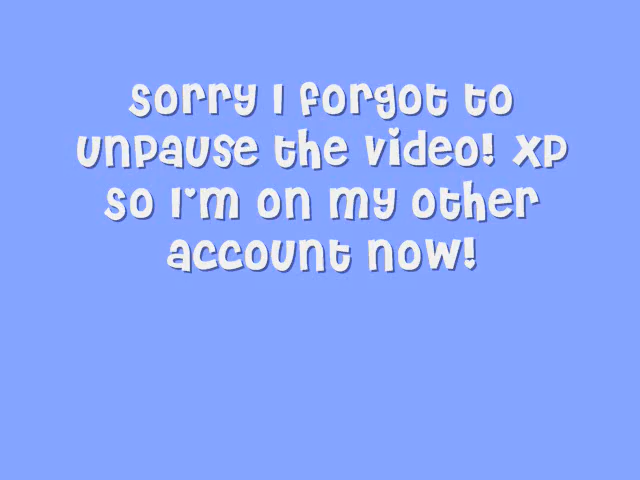 Sorry I forgot to
unpause the video! XP
so I'm on my other
account now!